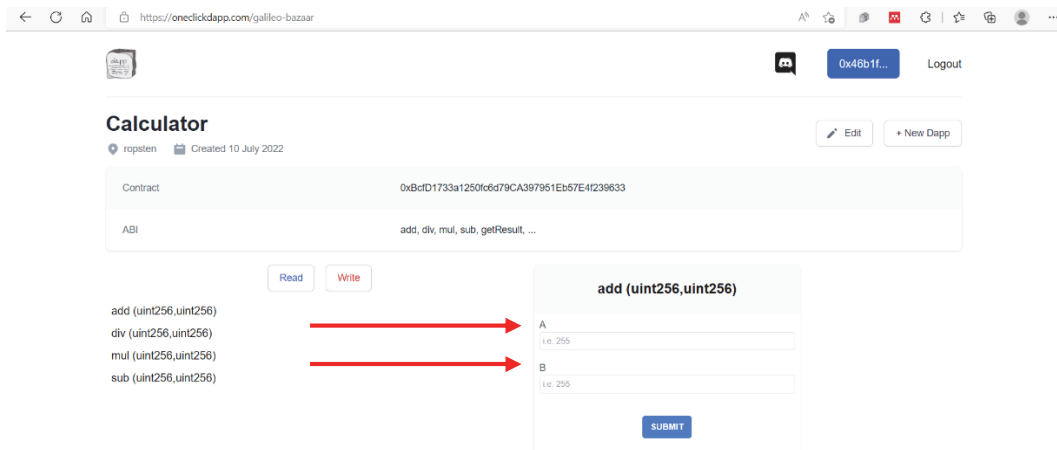 https://oneclickdapp.com/galileo-bazaar
0x46b1f...
Logout
Calculator
Edit
+ New Dapp
ropsten
Created 10 July 2022
Contract
0xBcfD1733a1250fc6d79CA397951Eb57E4f239633
ABI
add, div, mul, sub, getResult, ...
Read
Write
add (uint256,uint256)
div (uint256,uint256)
mul (uint256,uint256)
sub (uint256,uint256)
add (uint256,uint256)
A
i.e. 255
B
i.e. 255
SUBMIT